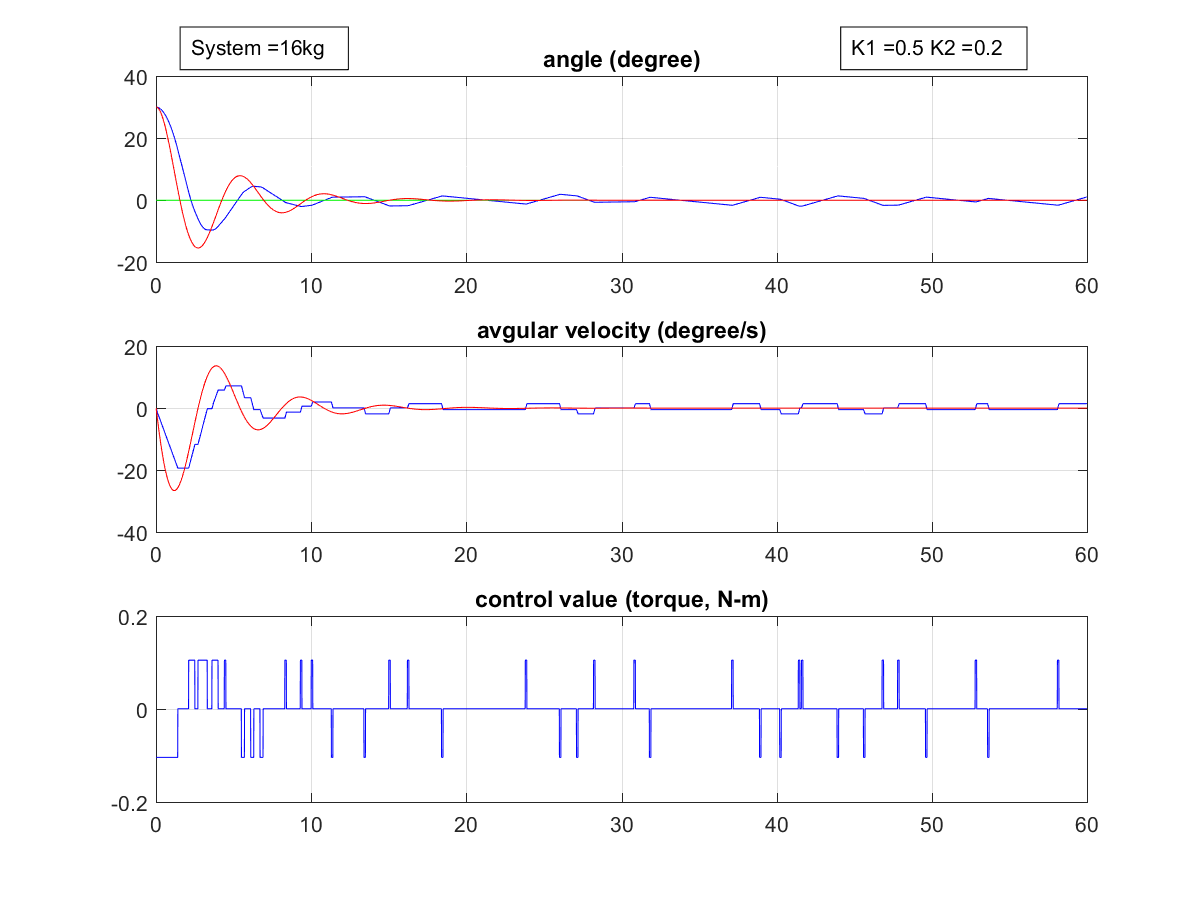 System =16kg
K1 =0.5 K2 =0.2
angle (degree)
40
20
0
-20
0 10 20 30 40 50 60
avgular velocity (degree/s)
20
0
-20
-40
0 10 20 30 40 50 60
control value (torque, N-m)
0.2
0
-0.2
0 10 20 30 40 50 60